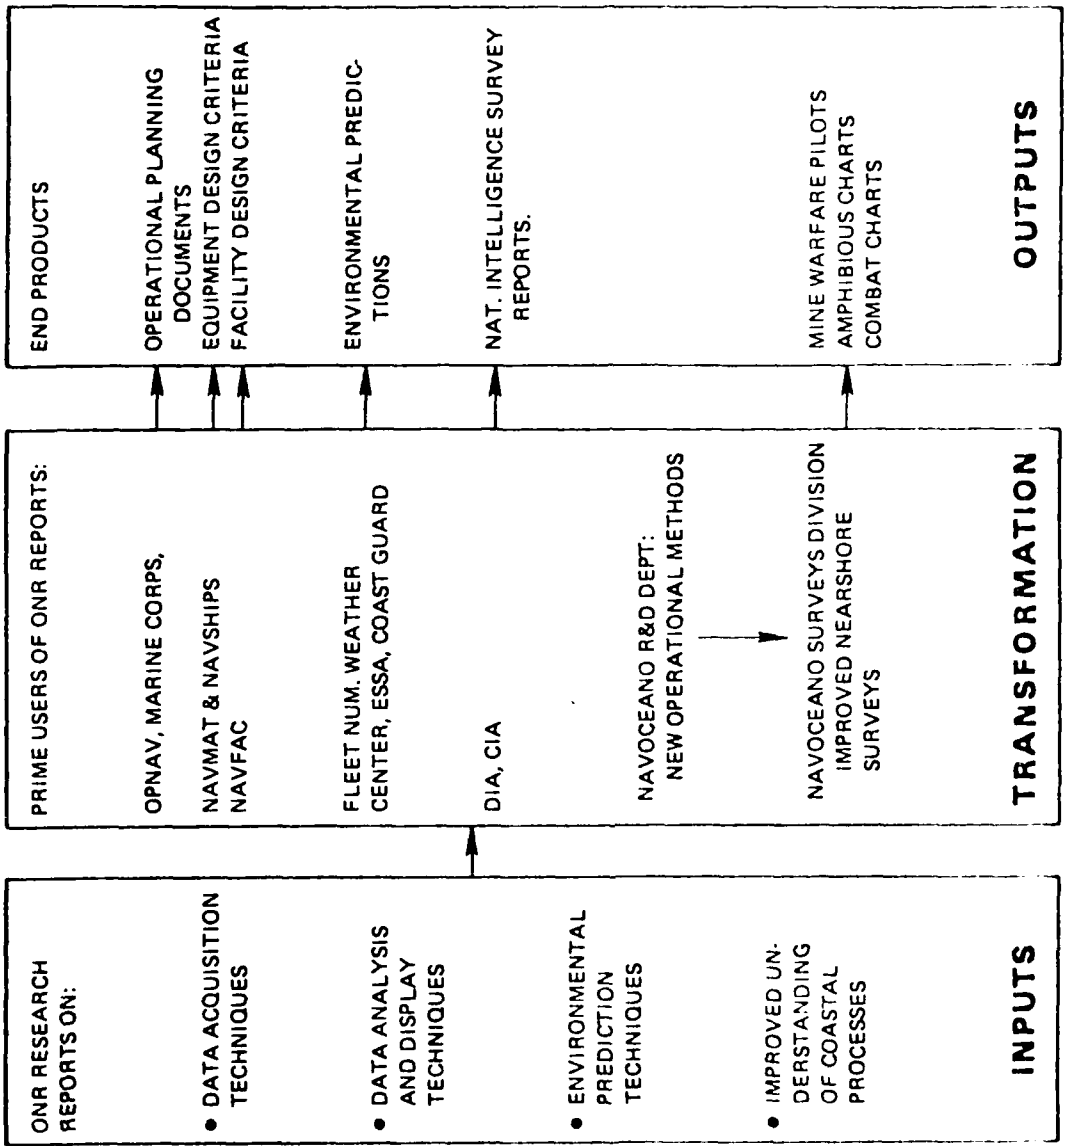 ONR RESEARCH
REPORTS ON:
• DATA ACQUISITION
TECHNIQUES
• DATA ANALYSIS
AND DISPLAY
TECHNIQUES
• ENVIRONMENTAL
PREDICTION
TECHNIQUES
• IMPROVED UN-
DERSTANDING
OF COASTAL
PROCESSES
INPUTS
PRIME USERS OF ONR REPORTS:
OPNAV, MARINE CORPS,
NAVMAT & NAVSHIPS
NAVFAC
FLEET NUM. WEATHER
CENTER, ESSA, COAST GUARD
DIA, CIA
NAVOCEANO R&D DEPT:
NEW OPERATIONAL METHODS
NAVOCEANO SURVEYS DIVISION
IMPROVED NEARSHORE
SURVEYS
TRANSFORMATION
END PRODUCTS
OPERATIONAL PLANNING
DOCUMENTS
EQUIPMENT DESIGN CRITERIA
FACILITY DESIGN CRITERIA
ENVIRONMENTAL PREDIC-
TIONS
NAT. INTELLIGENCE SURVEY
REPORTS.
MINE WARFARE PILOTS
AMPHIBIOUS CHARTS
COMBAT CHARTS
OUTPUTS